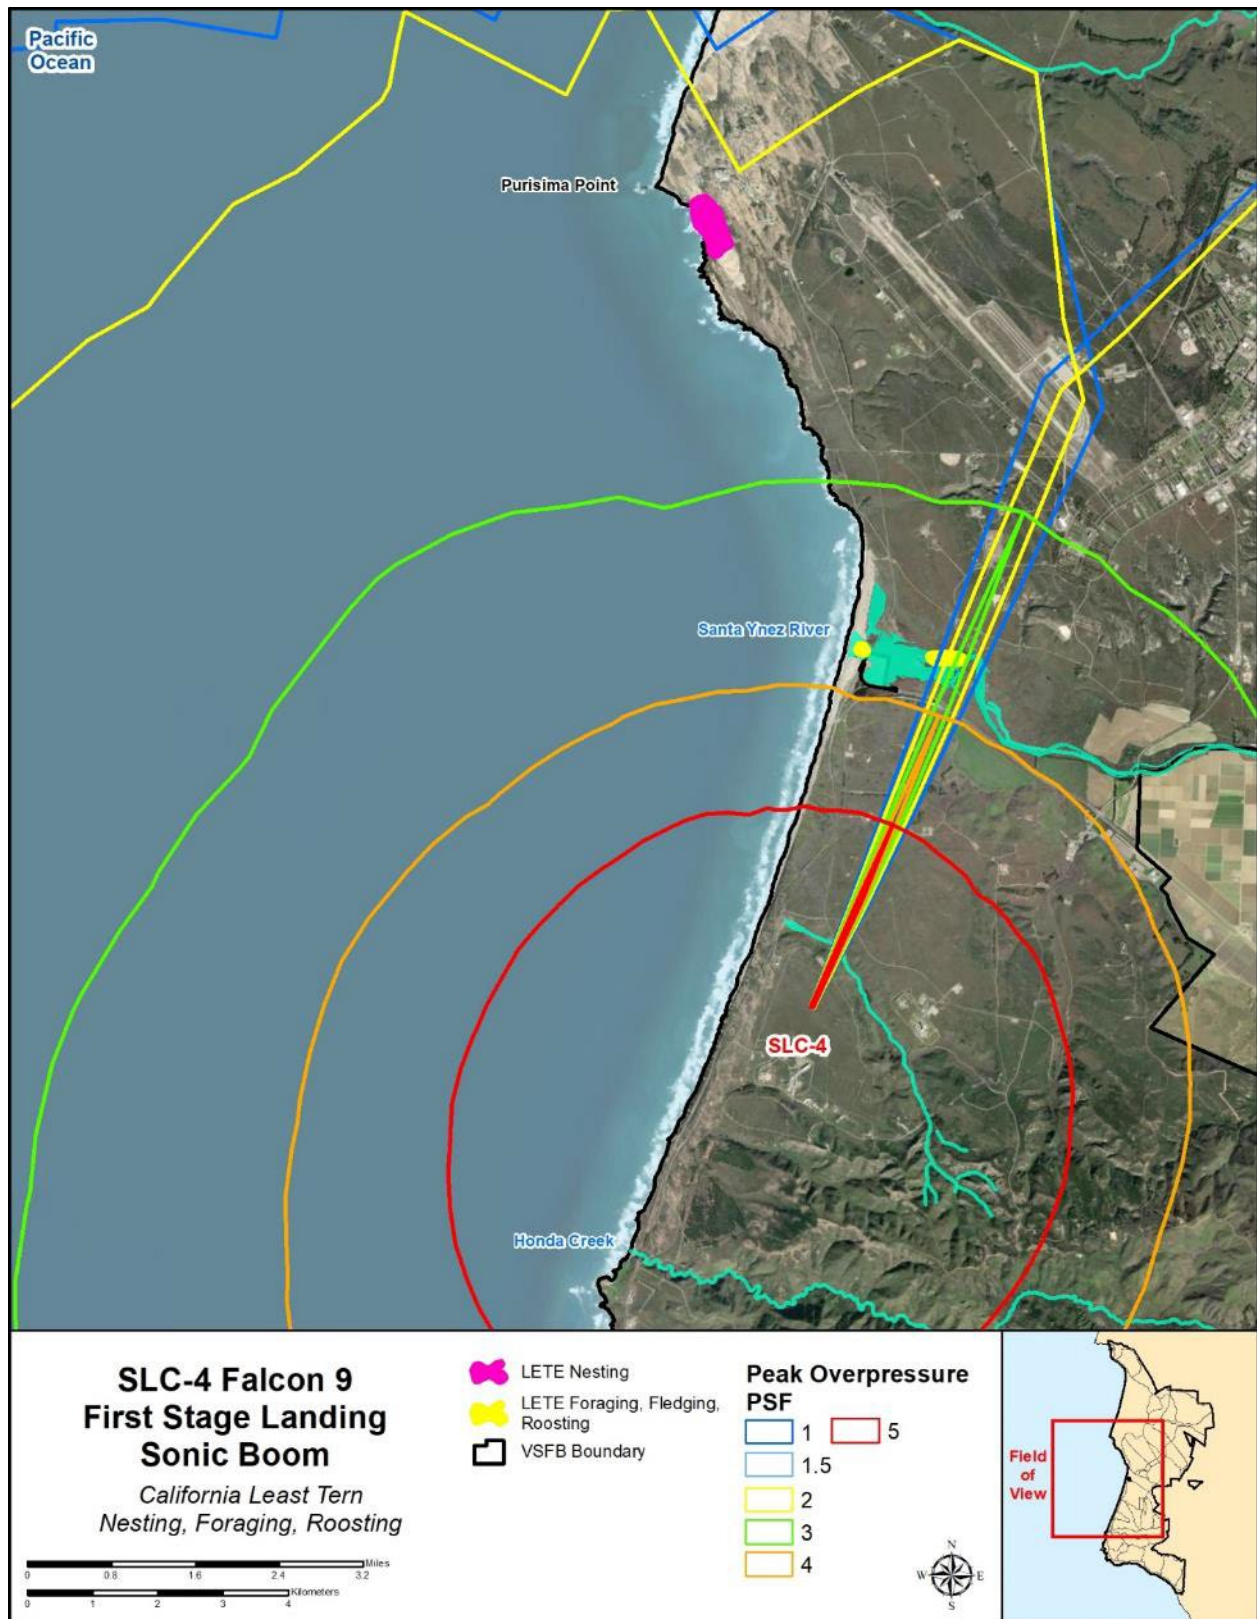 Pacific
Ocean
Purisima Point
Santa Ynez River
SLC-4
Honda Creek
SLC-4 Falcon 9
First Stage Landing
Sonic Boom
California Least Tern
Nesting, Foraging, Roosting
0 0.8 1.6 2.4 3.2 Miles
0 1 2 3 4 Kilometers
LETE Nesting
LETE Foraging, Fledging,
Roosting
VSFB Boundary
Peak Overpressure
PSF
1 5
1.5
2
3
4
N
W E
S
Field
of
View